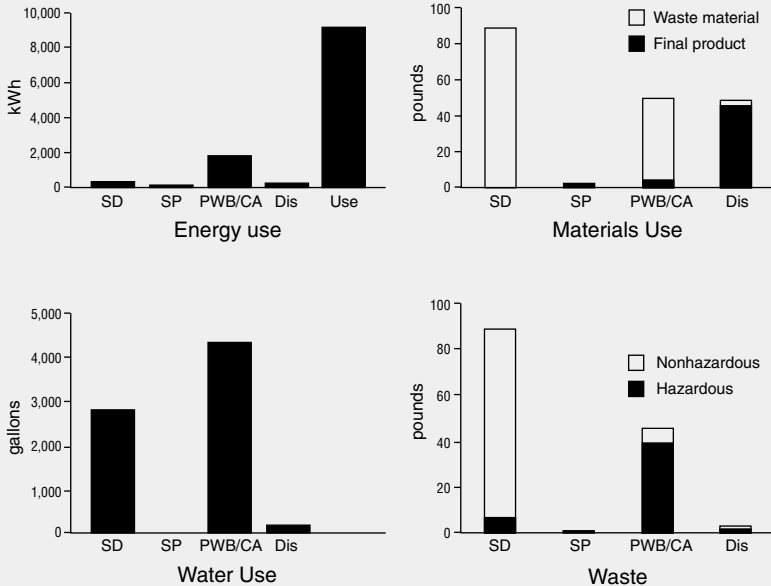 10,000
8,000
6,000
4,000
2,000
0
kWh
SD SP PWB/CA Dis Use
Energy use
100
80
60
40
20
0
pounds
Waste material
Final product
SD SP PWB/CA Dis
Materials Use
5,000
4,000
3,000
2,000
1,000
0
gallons
SD SP PWB/CA Dis
Water Use
100
80
60
40
20
0
pounds
Nonhazardous
Hazardous
SD SP PWB/CA Dis
Waste